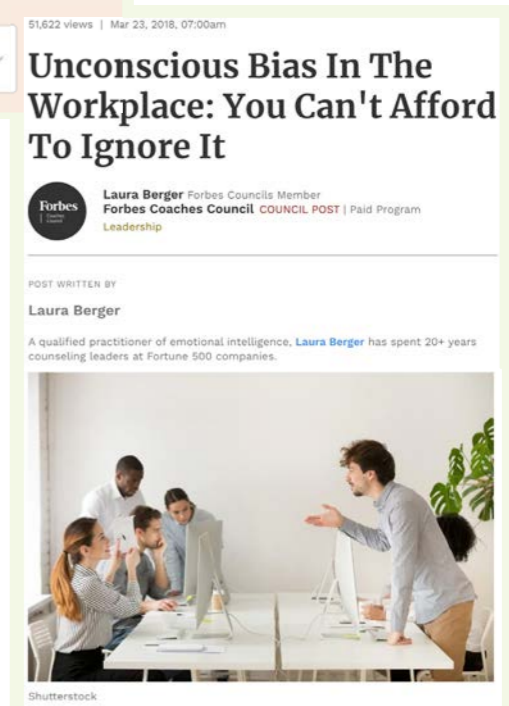 51,622 views | Mar 23, 2018, 07:00am
Unconscious Bias In The
Workplace: You Can't Afford
To Ignore It
Forbes
Coaches
Council
Laura Berger Forbes Councils Member
Forbes Coaches Council COUNCIL POST | Paid Program
Leadership
POST WRITTEN BY
Laura Berger
A qualified practitioner of emotional intelligence, Laura Berger has spent 20+ years
counseling leaders at Fortune 500 companies.
Shutterstock